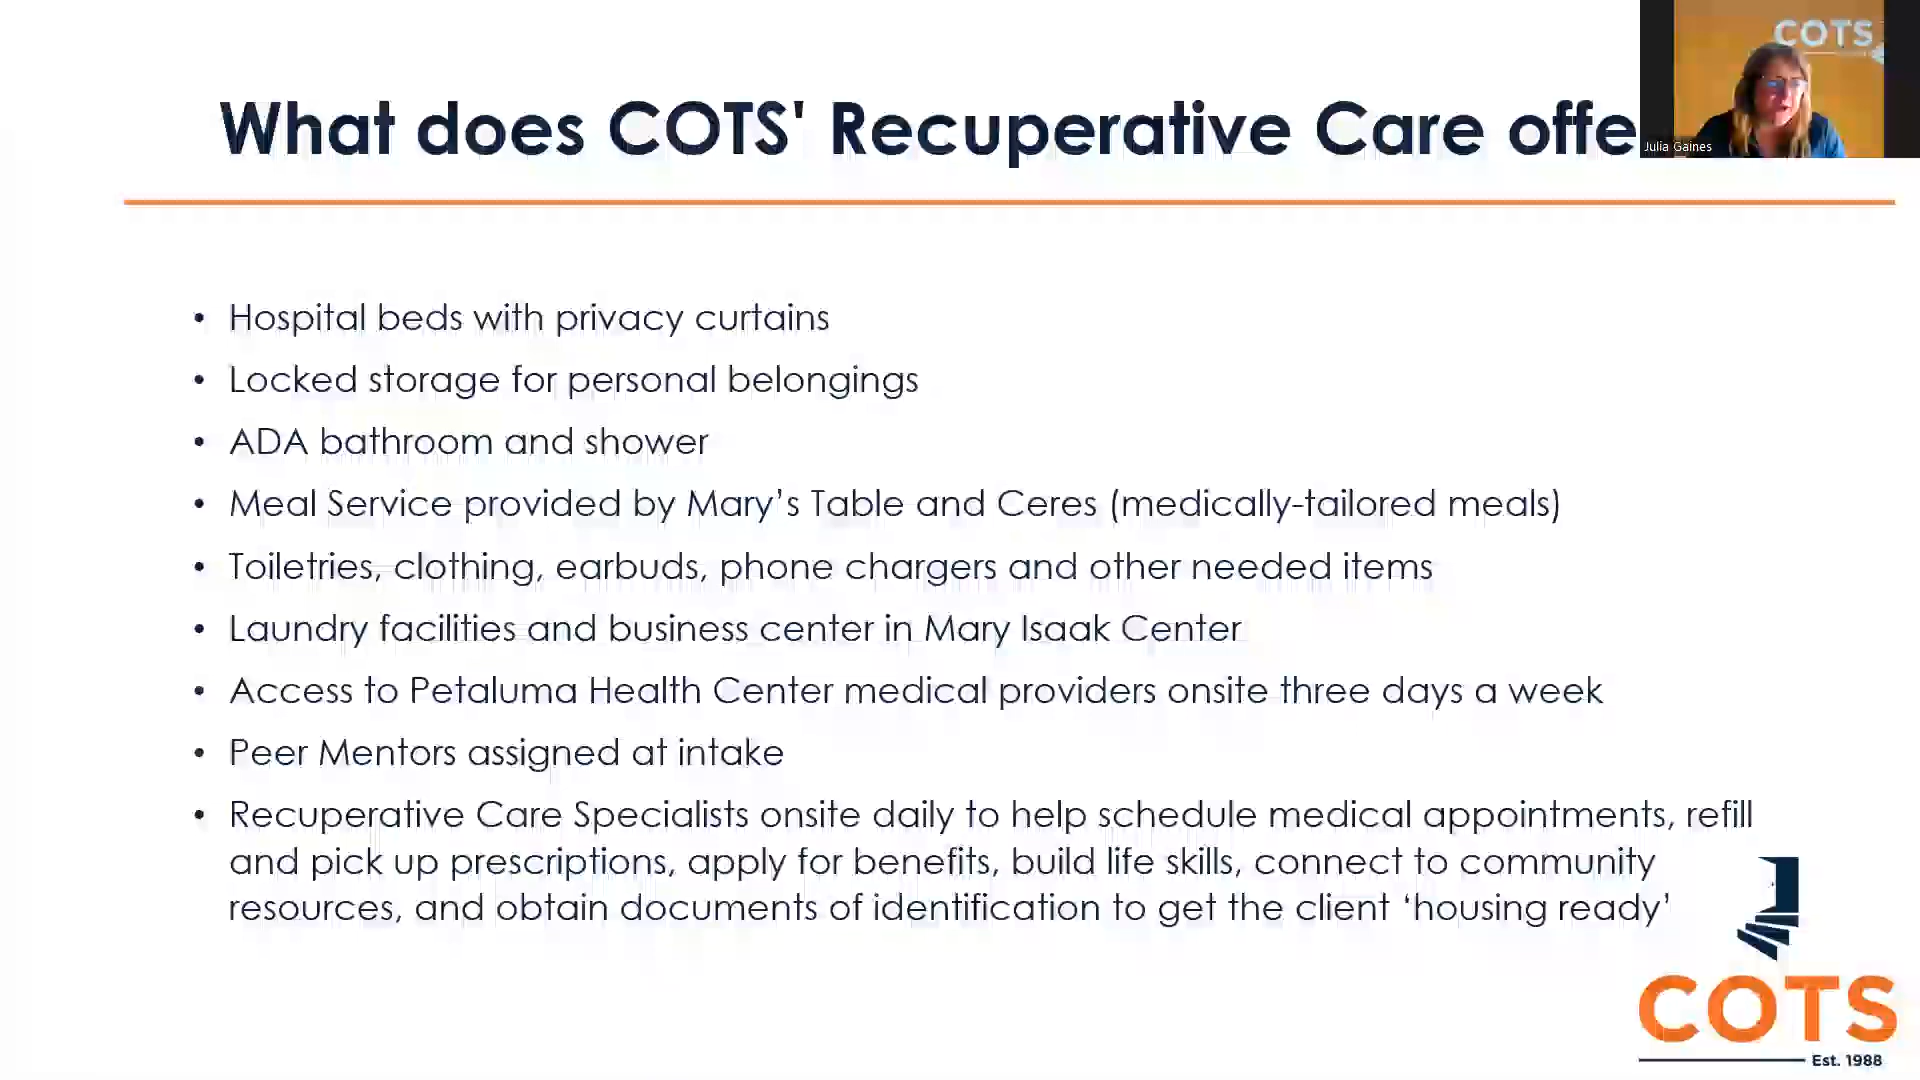 COTS
What does COTS' Recuperative Care offe
Julia Gaines
• Hospital beds with privacy curtains
• Locked storage for personal belongings
• ADA bathroom and shower
• Meal Service provided by Mary’s Table and Ceres (medically-tailored meals)
• Toiletries, clothing, earbuds, phone chargers and other needed items
• Laundry facilities and business center in Mary Isaak Center
• Access to Petaluma Health Center medical providers onsite three days a week
• Peer Mentors assigned at intake
• Recuperative Care Specialists onsite daily to help schedule medical appointments, refill
and pick up prescriptions, apply for benefits, build life skills, connect to community
resources, and obtain documents of identification to get the client ‘housing ready’
COTS
Est. 1988